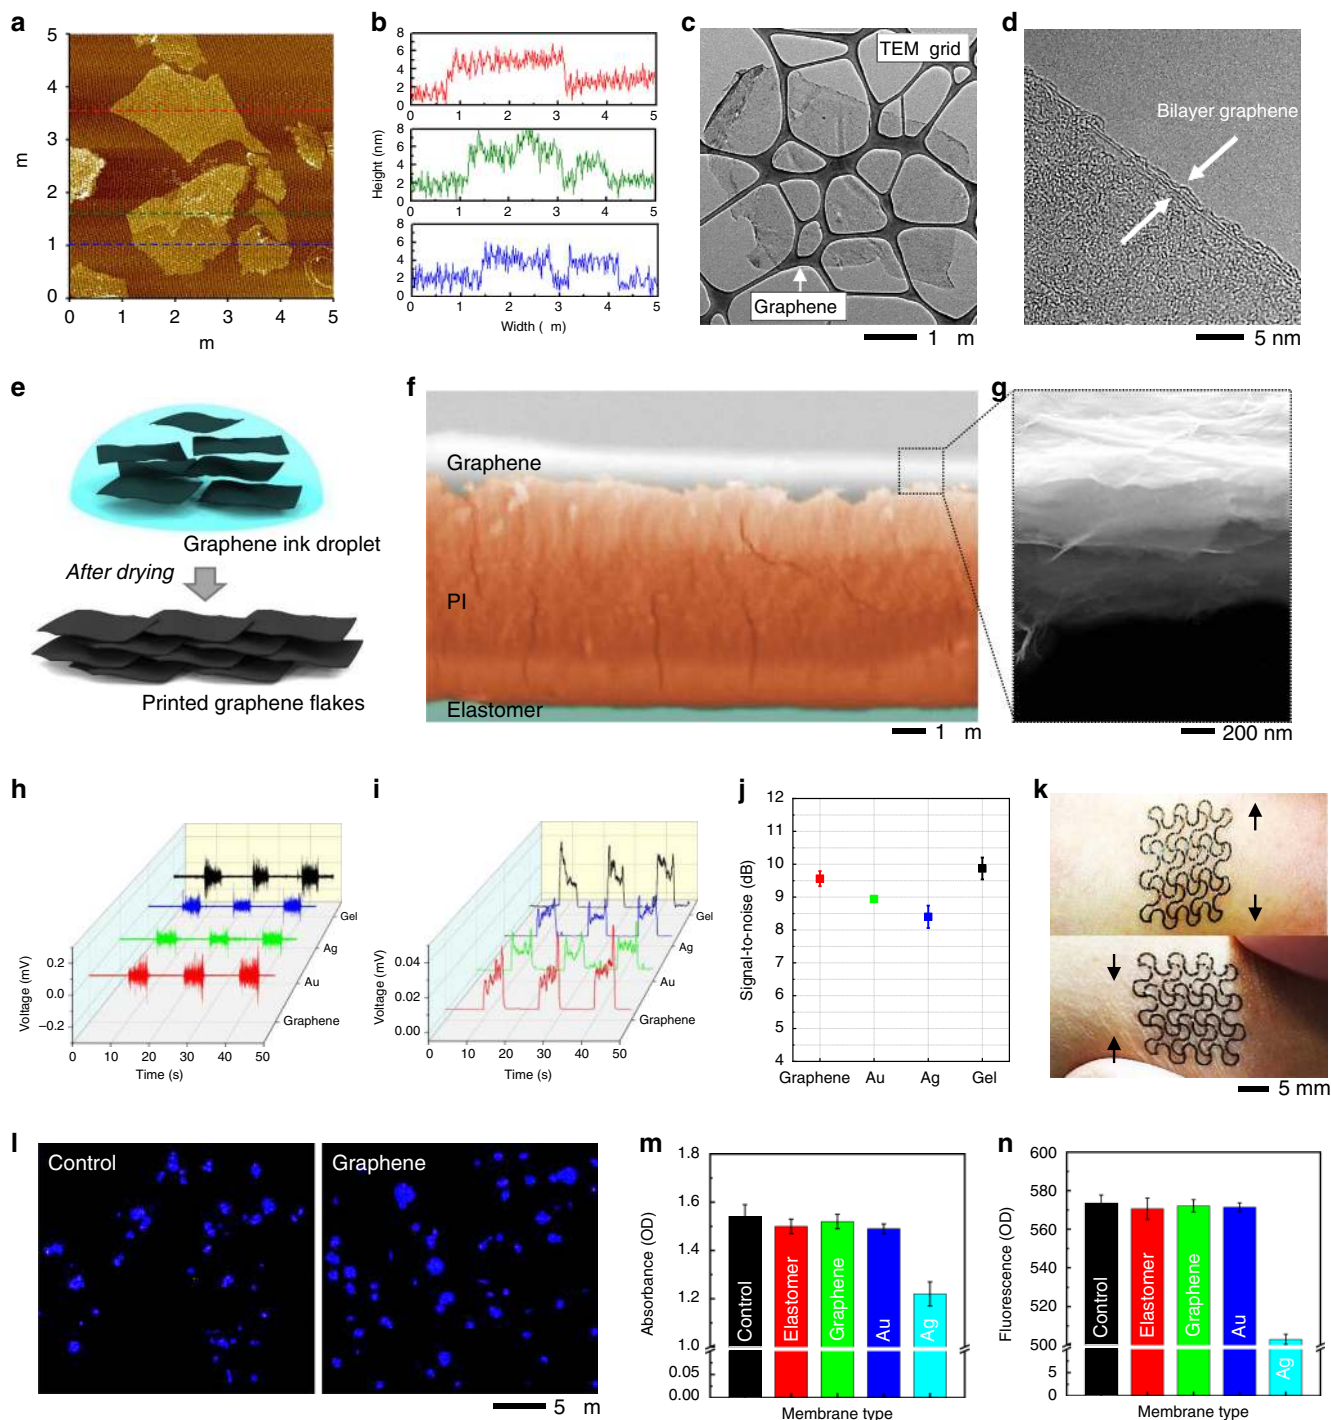 a
5
4
3
2
1
0
m
0 1 2 3 4 5
m
b
8
6
4
2
0
0 1 2 3 4 5
8
6
4
2
0
0 1 2 3 4 5
8
6
4
2
0
0 1 2 3 4 5
Height (nm)
Width ( m)
c
TEM grid
Graphene
1 m
d
Bilayer graphene
5 nm
e
Graphene ink droplet
After drying
Printed graphene flakes
f
Graphene
PI
Elastomer
1 m
g
200 nm
h
Voltage (mV)
0.2
0.0
−0.2
0 10 20 30 40 50
Time (s)
Gel
Ag
Au
Graphene
i
Voltage (mV)
0.04
0.02
0.00
0 10 20 30 40 50
Time (s)
Gel
Ag
Au
Graphene
j
Signal-to-noise (dB)
12
11
10
9
8
7
6
5
4
Graphene Au Ag Gel
k
5 mm
l
Control
Graphene
5 m
m
Absorbance (OD)
1.8
1.6
1.4
1.2
1.0
0.05
0.00
Control
Elastomer
Graphene
Au
Ag
Membrane type
n
Fluorescence (OD)
600
580
560
540
520
500
5
0
Control
Elastomer
Graphene
Au
Ag
Membrane type